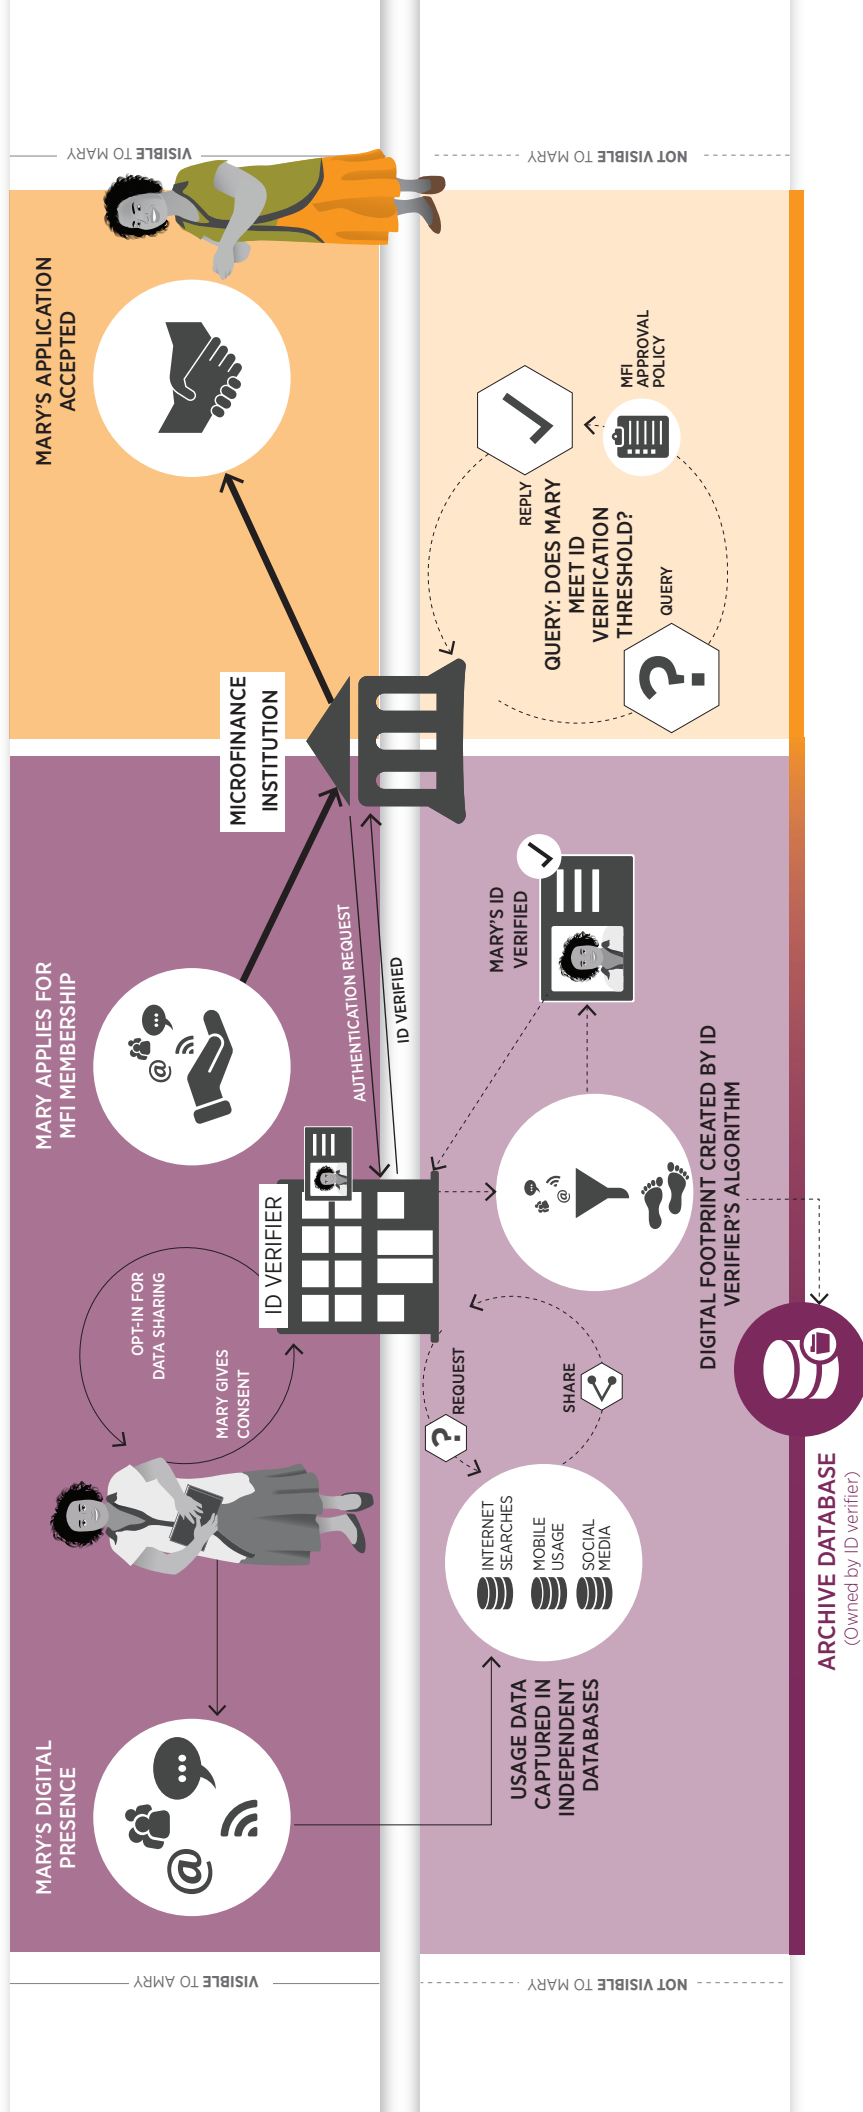 VISIBLE TO AMRY
NOT VISIBLE TO MARY
MARY'S DIGITAL
PRESENCE
OPT-IN FOR
DATA SHARING
MARY GIVES
CONSENT
ID VERIFIER
MARY APPLIES FOR
MFI MEMBERSHIP
AUTHENTICATION REQUEST
ID VERIFIED
MICROFINANCE
INSTITUTION
MARY'S APPLICATION
ACCEPTED
VISIBLE TO MARY
NOT VISIBLE TO MARY
USAGE DATA
CAPTURED IN
INDEPENDENT
DATABASES
INTERNET
SEARCHES
MOBILE
USAGE
SOCIAL
MEDIA
?
REQUEST
SHARE
@
@
@
DIGITAL FOOTPRINT CREATED BY ID
VERIFIER'S ALGORITHM
MARY'S ID
VERIFIED
QUERY: DOES MARY
MEET ID
VERIFICATION
THRESHOLD?
?
QUERY
REPLY
MFI
APPROVAL
POLICY
ARCHIVE DATABASE
(Owned by ID verifier)